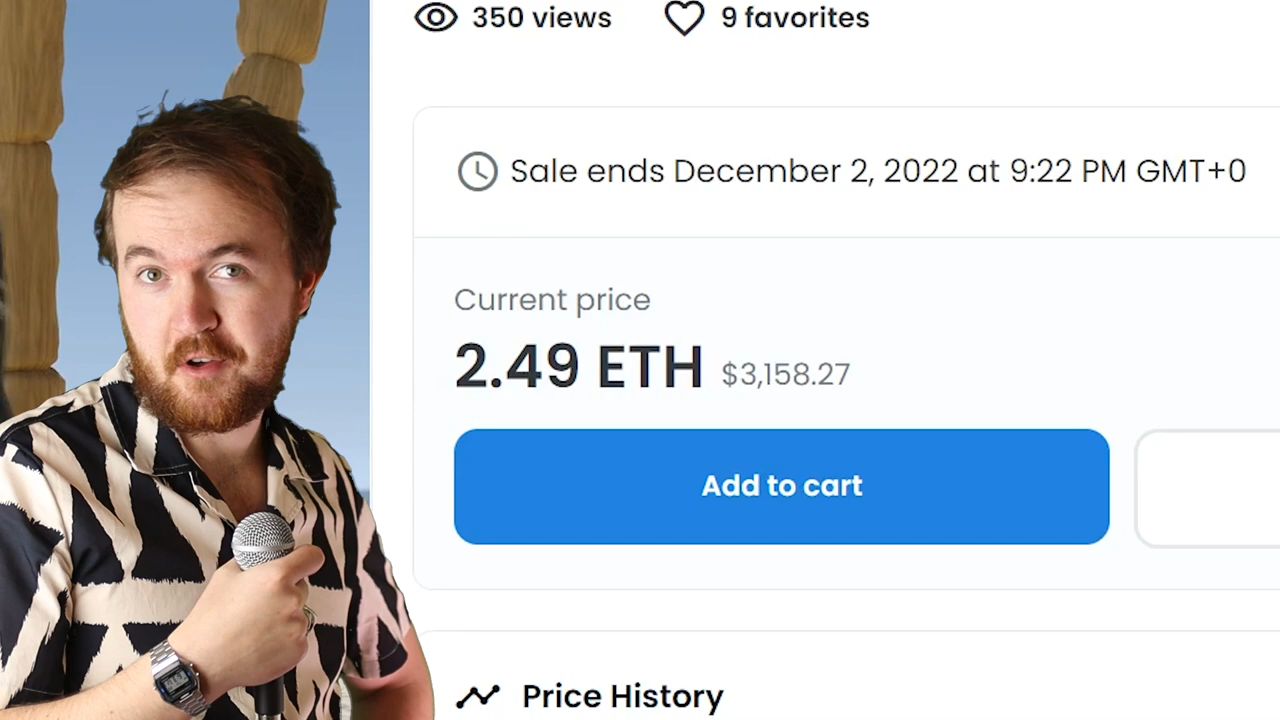 350 views 9 favorites
Sale ends December 2, 2022 at 9:22 PM GMT+0
Current price
2.49 ETH $3,158.27
Add to cart
Price History